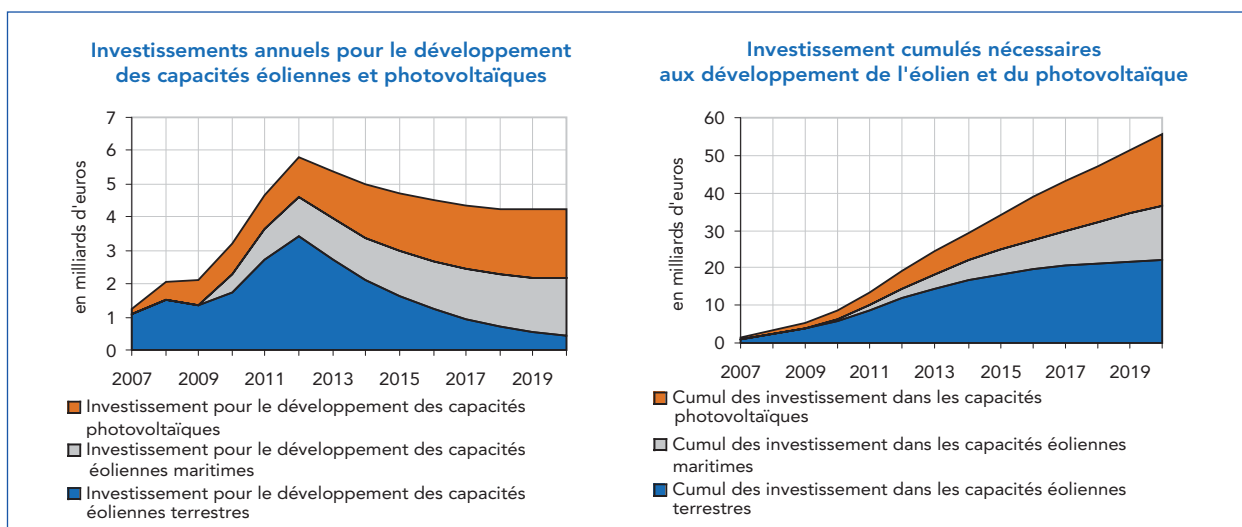 Investissements annuels pour le développement
des capacités éoliennes et photovoltaïques
en milliards d'euros
7
6
5
4
3
2
1
0
2007 2009 2011 2013 2015 2017 2019
Investissement pour le développement des capacités
photovoltaïques
Investissement pour le développement des capacités
éoliennes maritimes
Investissement pour le développement des capacités
éoliennes terrestres
Investissement cumulés nécessaires
aux développement de l'éolien et du photovoltaïque
en milliards d'euros
60
50
40
30
20
10
0
2007 2009 2011 2013 2015 2017 2019
Cumul des investissement dans les capacités
photovoltaïques
Cumul des investissement dans les capacités éoliennes
maritimes
Cumul des investissement dans les capacités éoliennes
terrestres